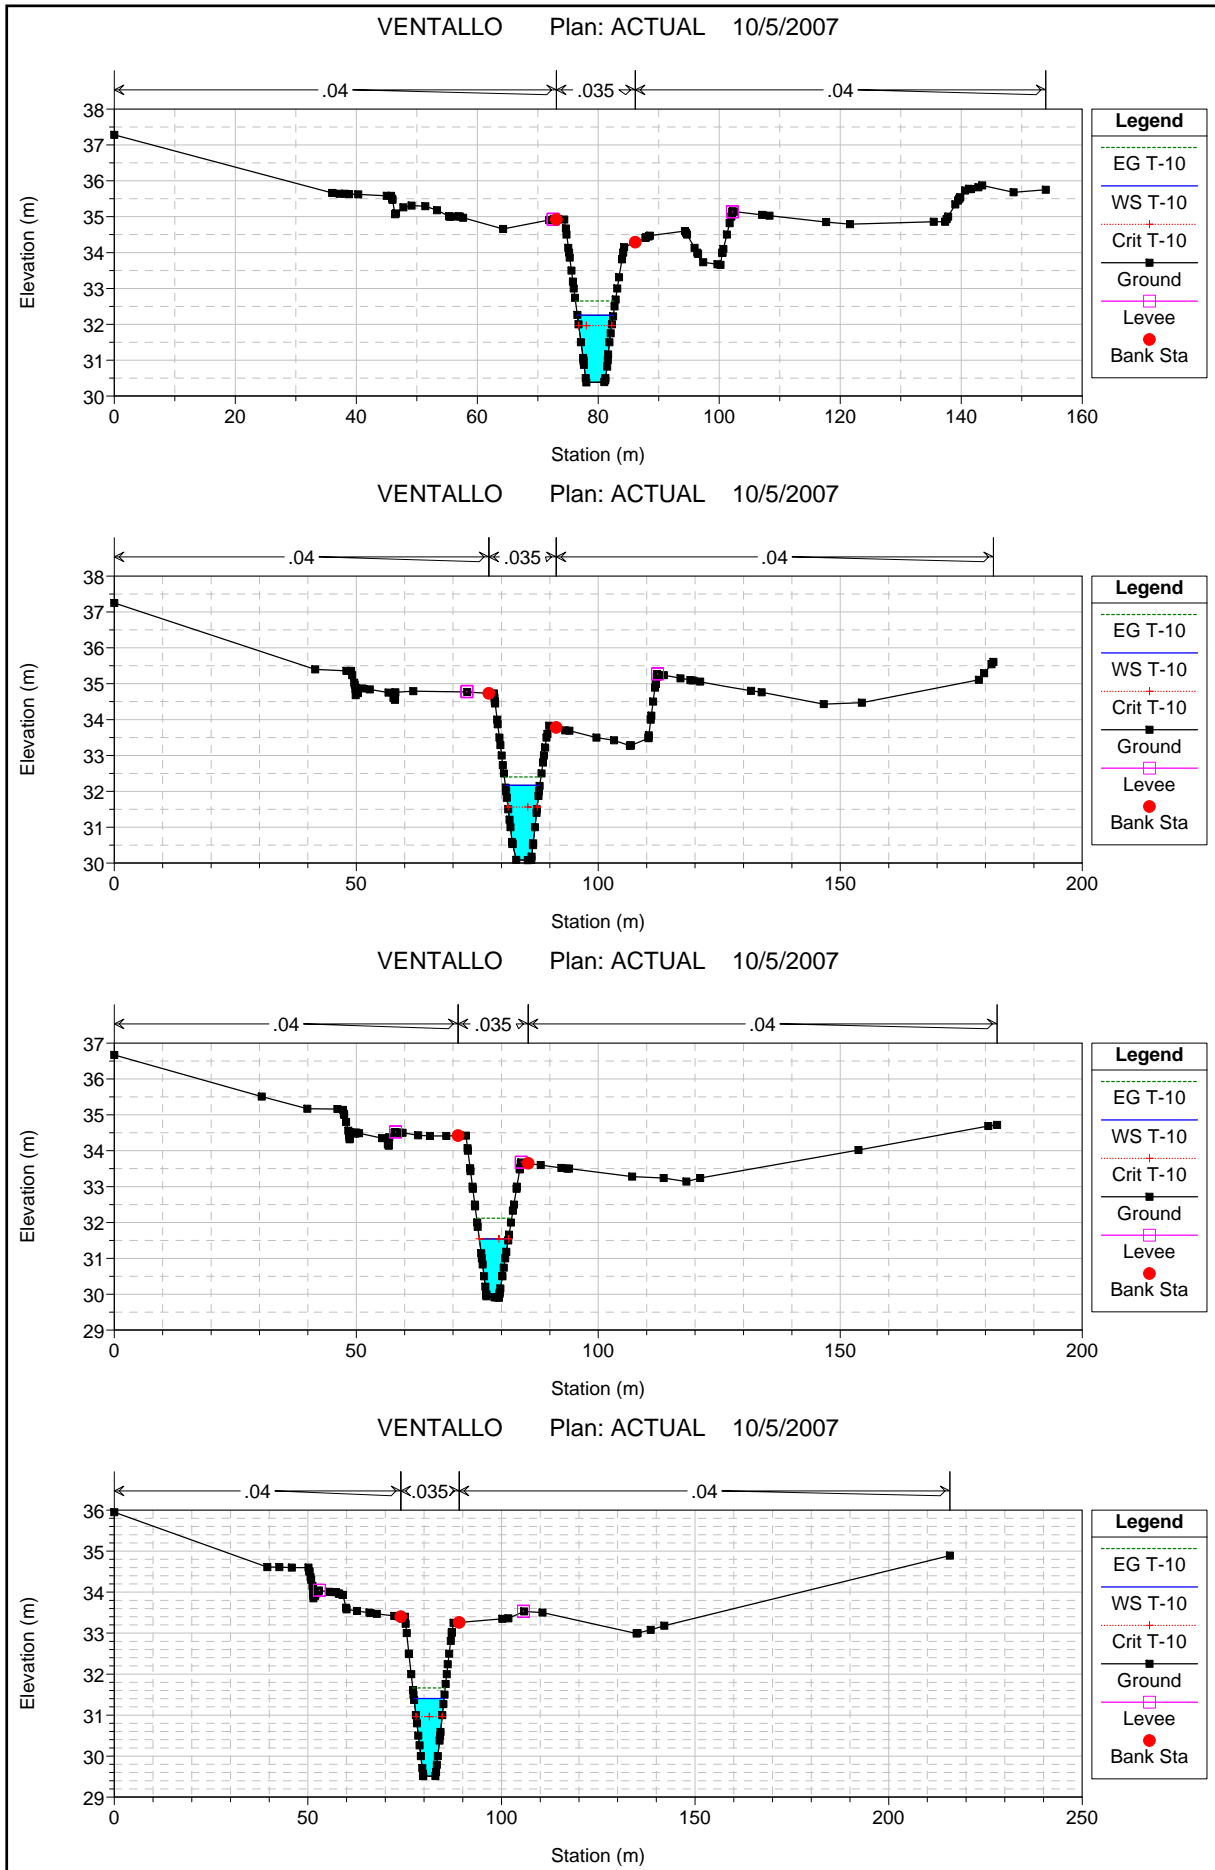 VENTALLO Plan: ACTUAL 10/5/2007
.04 .035 .04
38
37
36
35
34
33
32
31
30
Elevation (m)
0 20 40 60 80 100 120 140 160
Station (m)
Legend
EG T-10
WS T-10
Crit T-10
Ground
Levee
Bank Sta
VENTALLO Plan: ACTUAL 10/5/2007
.04 .035 .04
38
37
36
35
34
33
32
31
30
Elevation (m)
0 50 100 150 200
Station (m)
Legend
EG T-10
WS T-10
Crit T-10
Ground
Levee
Bank Sta
VENTALLO Plan: ACTUAL 10/5/2007
.04 .035 .04
37
36
35
34
33
32
31
30
29
Elevation (m)
0 50 100 150 200
Station (m)
Legend
EG T-10
WS T-10
Crit T-10
Ground
Levee
Bank Sta
VENTALLO Plan: ACTUAL 10/5/2007
.04 .035 .04
36
35
34
33
32
31
30
29
Elevation (m)
0 50 100 150 200 250
Station (m)
Legend
EG T-10
WS T-10
Crit T-10
Ground
Levee
Bank Sta